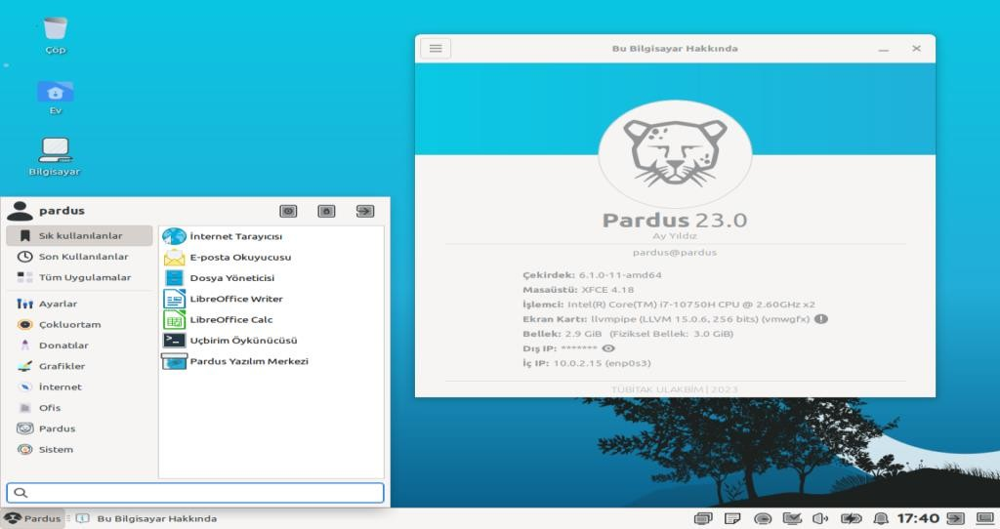 Çöp
Ev
Bilgisayar
Bu Bilgisayar Hakkında
Pardus 23.0
Ay Yıldız
pardus@pardus
Çekirdek: 6.1.0-11-amd64
Masaüstü: XFCE 4.18
İşlemci: Intel(R) Core(TM) i7-10750H CPU @ 2.60GHz x2
Ekran Kartı: llvmpipe (LLVM 15.0.6, 256 bits) (vmwgfx)
Bellek: 2.9 GiB (Fiziksel Bellek: 3.0 GiB)
Dış IP: *******
İç IP: 10.0.2.15 (enp0s3)
TÜBİTAK ULAKBİM | 2023
pardus
Sık kullanılanlar
Son Kullanılanlar
Tüm Uygulamalar
Ayarlar
Çokluortam
Donatılar
Grafikler
İnternet
Ofis
Pardus
Sistem
İnternet Tarayıcısı
E-posta Okuyucusu
Dosya Yöneticisi
LibreOffice Writer
LibreOffice Calc
Uçbirim Öykünücüsü
Pardus Yazılım Merkezi
Pardus
Bu Bilgisayar Hakkında
17:40